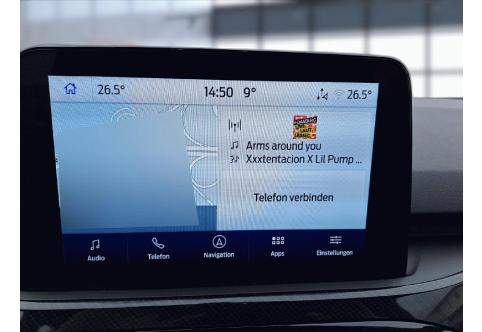 26.5°
14:50 9°
26.5°
Arms around you
Xxxtentacion X Lil Pump ...
Telefon verbinden
Audio
Telefon
Navigation
Apps
Einstellungen